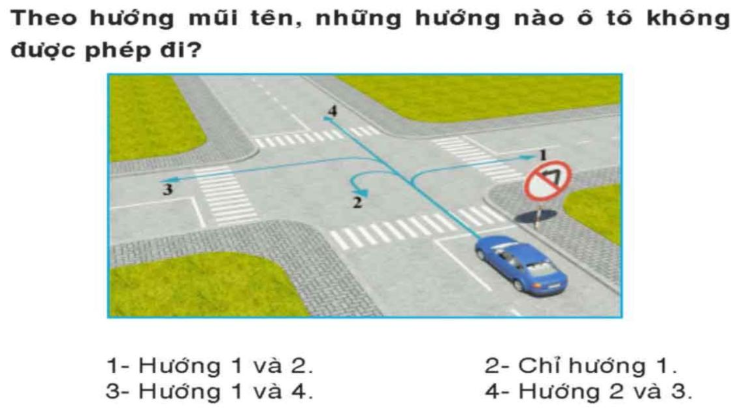 Theo hướng mũi tên, những hướng nào ô tô không
được phép đi?
4
1
3
2
1- Hướng 1 và 2.
2- Chỉ hướng 1.
3- Hướng 1 và 4.
4- Hướng 2 và 3.